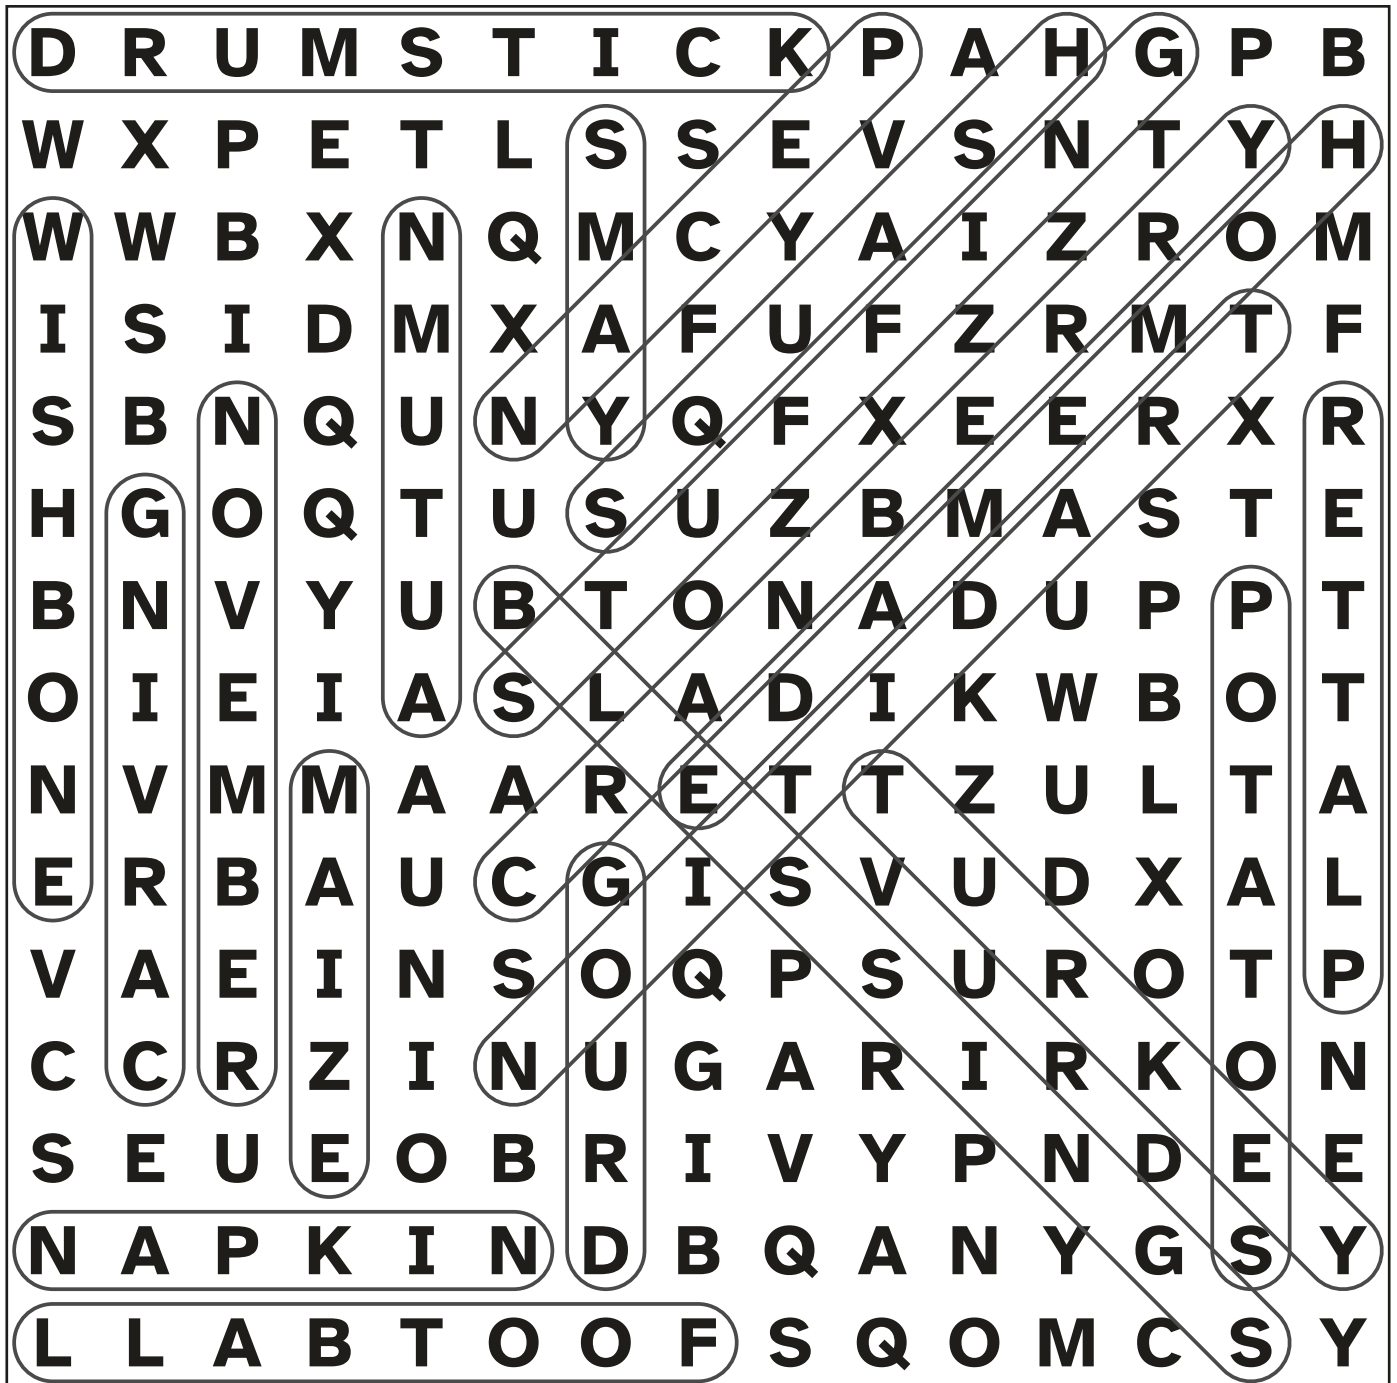 D R U M S T I C K P A H G P B
W X P E T L S S E V S N T Y H
W W B X N Q M C Y A I Z R O M
I S I D M X A F U F Z R M T F
S B N Q U N Y Q F X E E R X R
H G O Q T U S U Z B M A S T E
B N V Y U B T O N A D U P P T
O I E I A S L A D I K W B O T
N V M M A A R E T T Z U L T A
E R B A U C G I S V U D X A L
V A E I N S O Q P S U R O T P
C C R Z I N U G A R I R K O N
S E U E O B R I V Y P N D E E
N A P K I N D B Q A N Y G S Y
L L A B T O O F S Q O M C S Y